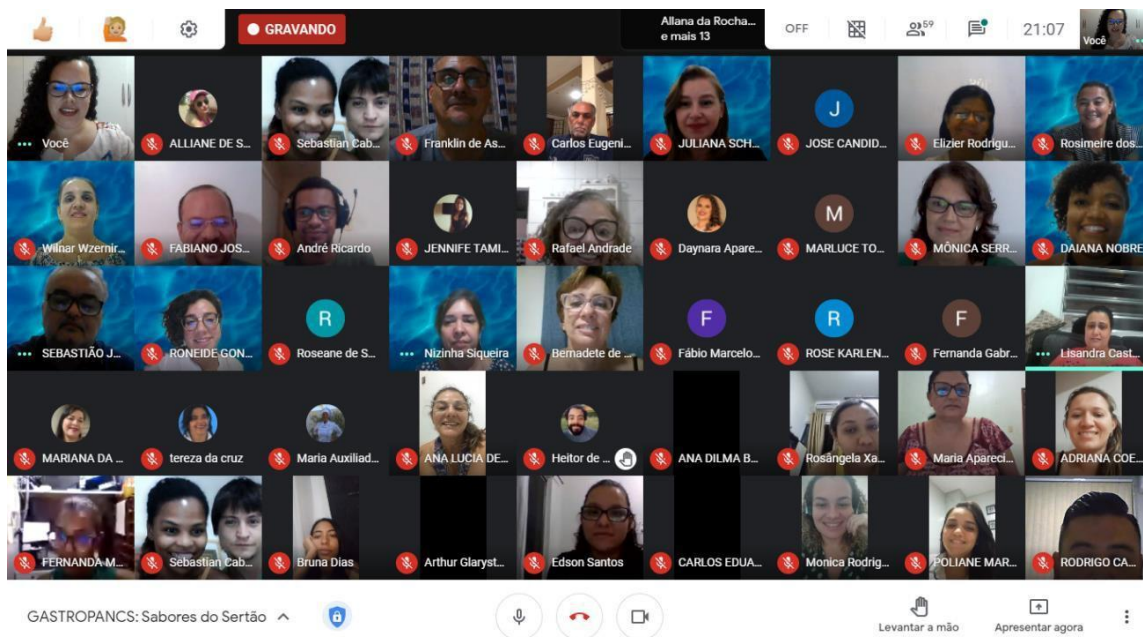 GRAVANDO
Allana da Rocha...
e mais 13
OFF
59
21:07
Você
Você
ALLIANE DE S...
Sebastian Cab...
Franklin de As...
Carlos Eugeni...
JULIANA SCH...
J
JOSE CANDID...
Elizier Rodrigu...
Rosimeire dos...
Wilnar Wzernir...
FABIANO JOS...
André Ricardo
JENNIFE TAMI...
Rafael Andrade
Daynara Apare...
M
MARLUCE TO...
MÔNICA SERR...
DAIANA NOBRE
SEBASTIÃO J...
RONEIDE GON...
R
Roseane de S...
Nizinha Siqueira
Bernadete de ...
F
Fábio Marcelo...
R
ROSE KARLEN...
F
Fernanda Gabr...
Lisandra Cast...
MARIANA DA ...
tereza da cruz
Maria Auxiliad...
ANA LUCIA DE...
Heitor de ...
ANA DILMA B...
Rosângela Xa...
Maria Apareci...
ADRIANA COE...
FERNANDA M...
Sebastian Cab...
Bruna Dias
Arthur Glaryst...
Edson Santos
CARLOS EDUA...
Monica Rodrig...
POLIANE MAR...
RODRIGO CA...
GASTROPANCS: Sabores do Sertão
Levantar a mão
Apresentar agora